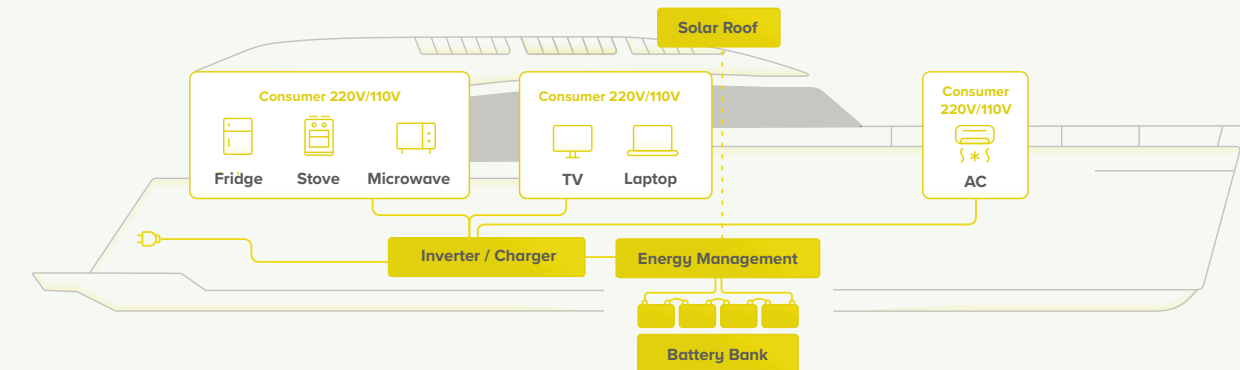 Solar Roof
Consumer 220V/110V
Fridge
Stove
Microwave
Consumer 220V/110V
TV
Laptop
Consumer
220V/110V
AC
Inverter / Charger
Energy Management
Battery Bank